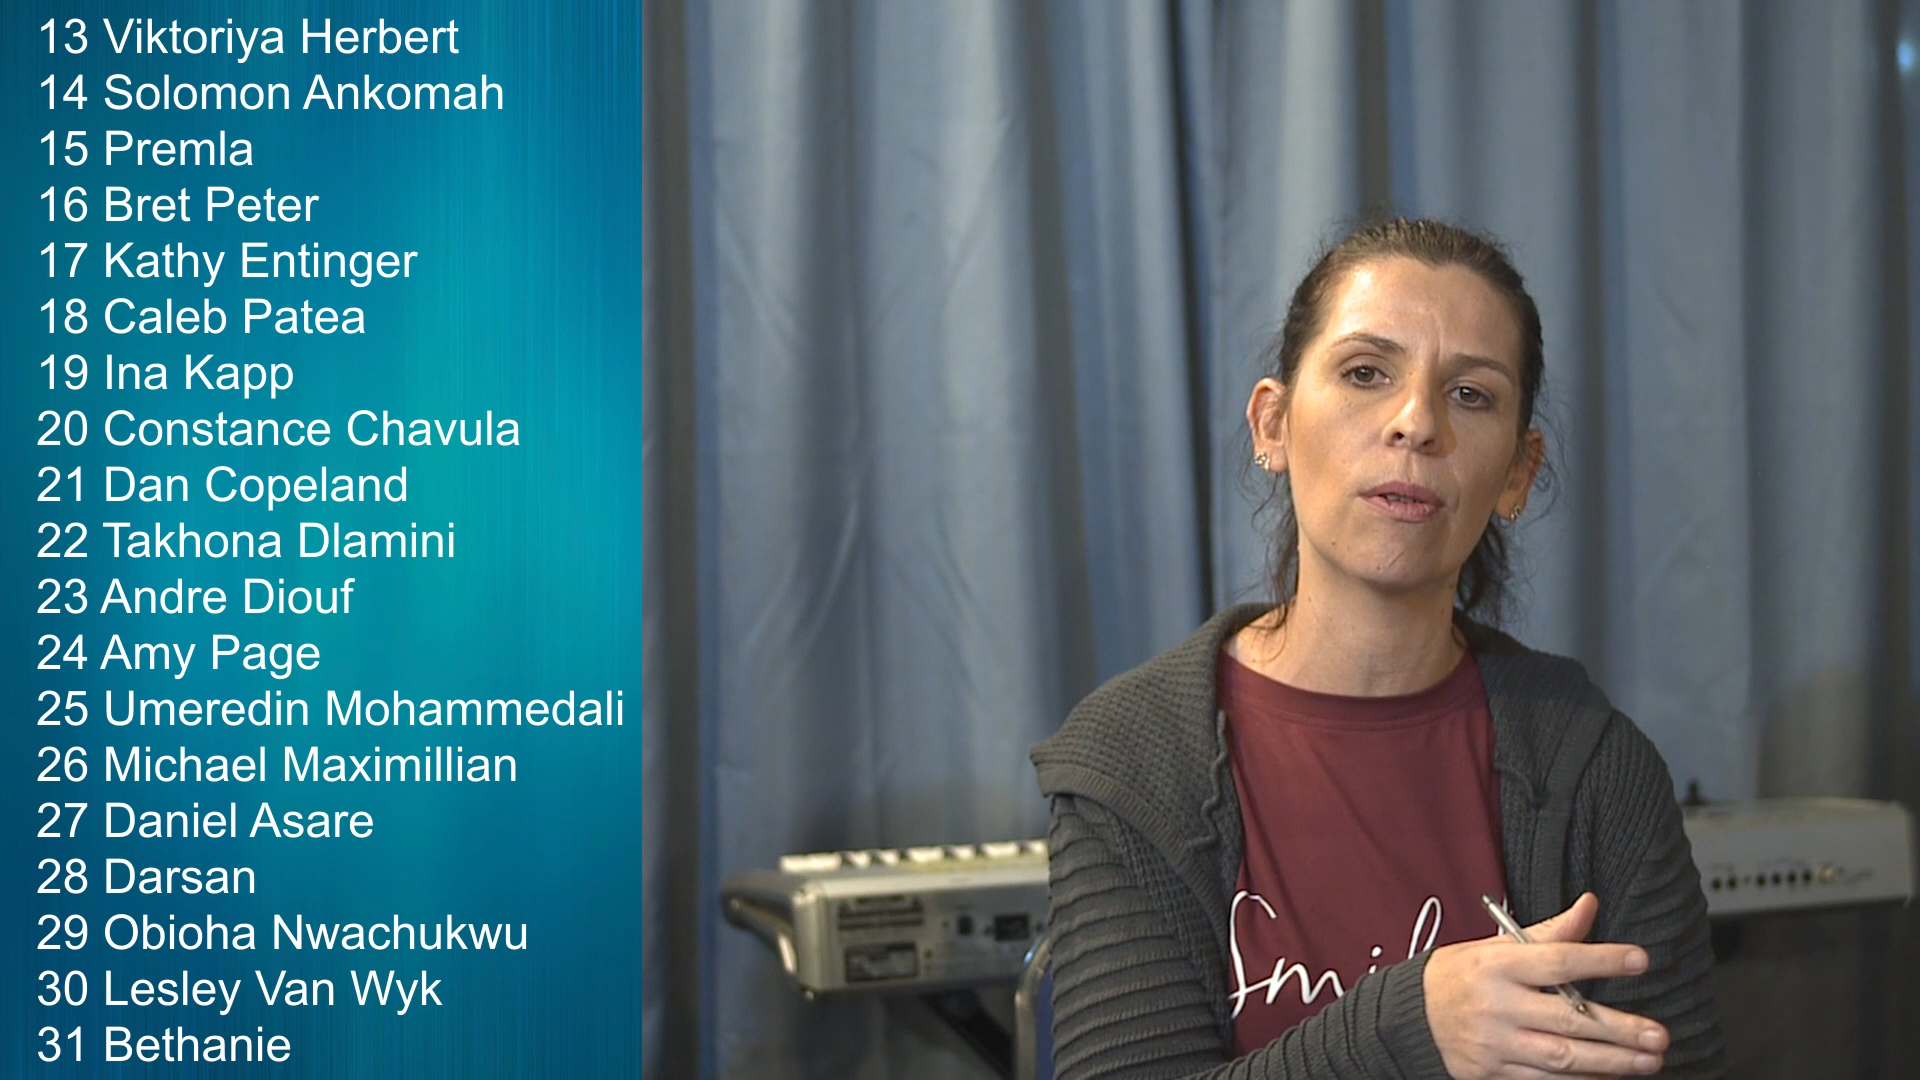 13 Viktoriya Herbert
14 Solomon Ankomah
15 Premla
16 Bret Peter
17 Kathy Entinger
18 Caleb Patea
19 Ina Kapp
20 Constance Chavula
21 Dan Copeland
22 Takhona Dlamini
23 Andre Diouf
24 Amy Page
25 Umeredin Mohammedali
26 Michael Maximillian
27 Daniel Asare
28 Darsan
29 Obioha Nwachukwu
30 Lesley Van Wyk
31 Bethanie